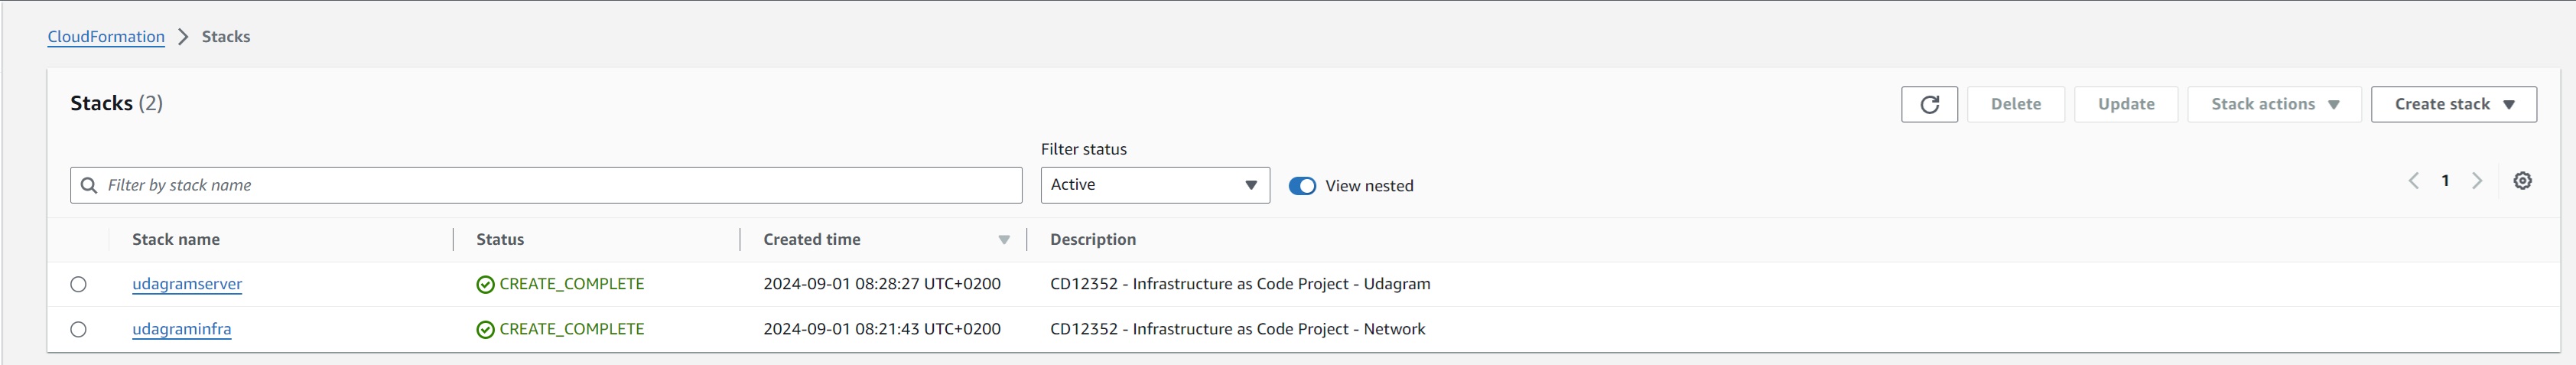 CloudFormation > Stacks
Stacks (2)
Delete
Update
Stack actions
Create stack
Filter status
Filter by stack name
Active
View nested
1
Stack name Status Created time Description
udagramserver CREATE_COMPLETE 2024-09-01 08:28:27 UTC+0200 CD12352 - Infrastructure as Code Project - Udagram
udagraminfra CREATE_COMPLETE 2024-09-01 08:21:43 UTC+0200 CD12352 - Infrastructure as Code Project - Network